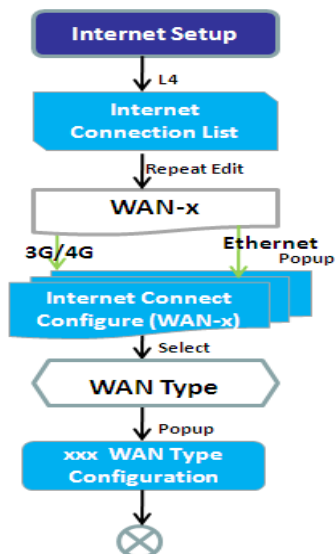 Internet Setup
L4
Internet
Connection List
Repeat Edit
WAN-x
3G/4G
Ethernet
Popup
Internet Connect
Configure (WAN-x)
Select
WAN Type
Popup
xxx WAN Type
Configuration